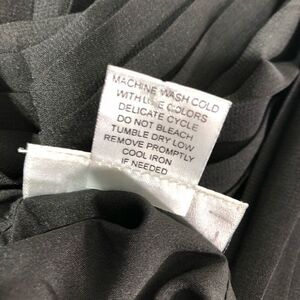 MACHINE WASH COLD
WITH LIKE COLORS
DELICATE CYCLE
DO NOT BLEACH
TUMBLE DRY LOW
REMOVE PROMPTLY
COOL IRON
IF NEEDED